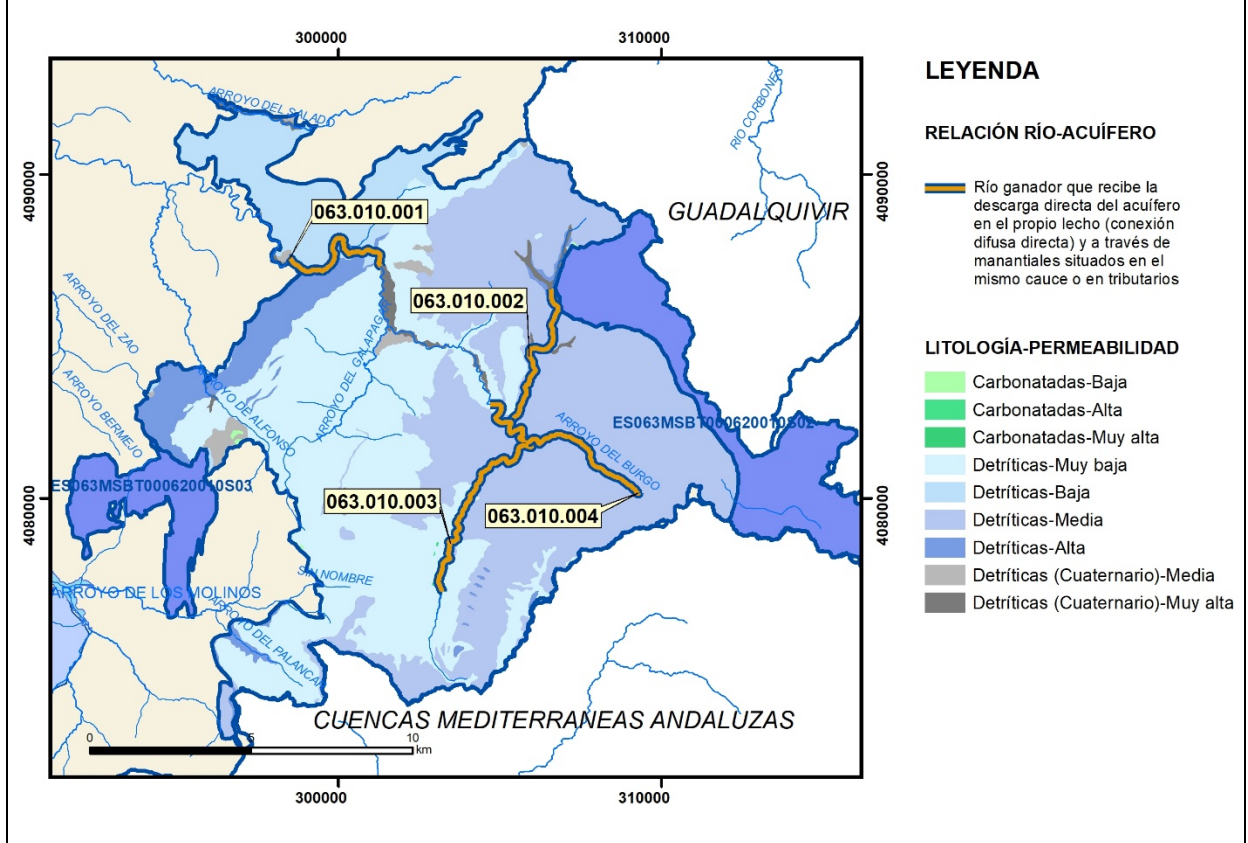 300000
310000
4090000
4090000
4080000
4080000
ARROYO DEL SALADO
RIO CORBONES
063.010.001
GUADALQUIVIR
ARROYO DEL ZAO
063.010.002
ARROYO DEL GALAPAGAR
ARROYO BERMEJO
ARROYO DE ALFONSO
ARROYO DEL BURGO
ES063MSBT000620010S02
ES063MSBT000620010S03
063.010.003
063.010.004
SIN NOMBRE
ARROYO DE LOS MOLINOS
ARROYO DEL PALANCAR
CUENCAS MEDITERRANEAS ANDALUZAS
0
5
10
km
300000
310000
LEYENDA
RELACIÓN RÍO-ACUÍFERO
Río ganador que recibe la
descarga directa del acuífero
en el propio lecho (conexión
difusa directa) y a través de
manantiales situados en el
mismo cauce o en tributarios
LITOLOGÍA-PERMEABILIDAD
Carbonatadas-Baja
Carbonatadas-Alta
Carbonatadas-Muy alta
Detríticas-Muy baja
Detríticas-Baja
Detríticas-Media
Detríticas-Alta
Detríticas (Cuaternario)-Media
Detríticas (Cuaternario)-Muy alta